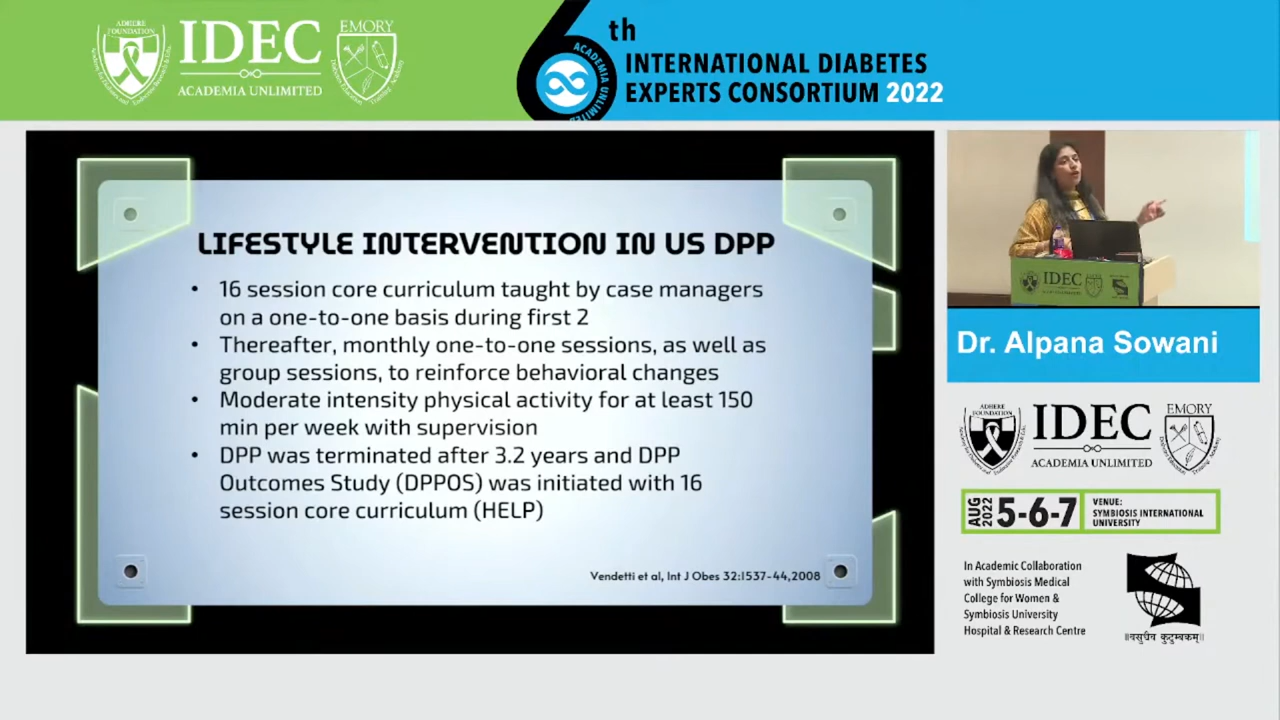 ADHERE
FOUNDATION
IDEC
ACADEMIA UNLIMITED
EMORY
6th
ACADEMIA UNLIMITED
INTERNATIONAL DIABETES
EXPERTS CONSORTIUM 2022
LIFESTYLE INTERVENTION IN US DPP
• 16 session core curriculum taught by case managers
on a one-to-one basis during first 2
• Thereafter, monthly one-to-one sessions, as well as
group sessions, to reinforce behavioral changes
• Moderate intensity physical activity for at least 150
min per week with supervision
• DPP was terminated after 3.2 years and DPP
Outcomes Study (DPPOS) was initiated with 16
session core curriculum (HELP)
Vendetti et al, Int J Obes 32:1537-44,2008
IDEC
Dr. Alpana Sowani
ADHERE
FOUNDATION
IDEC
ACADEMIA UNLIMITED
EMORY
AUG
2022
5-6-7
VENUE:
SYMBIOSIS INTERNATIONAL
UNIVERSITY
In Academic Collaboration
with Symbiosis Medical
College for Women &
Symbiosis University
Hospital & Research Centre
॥वसुधैव कुटुम्बकम्॥